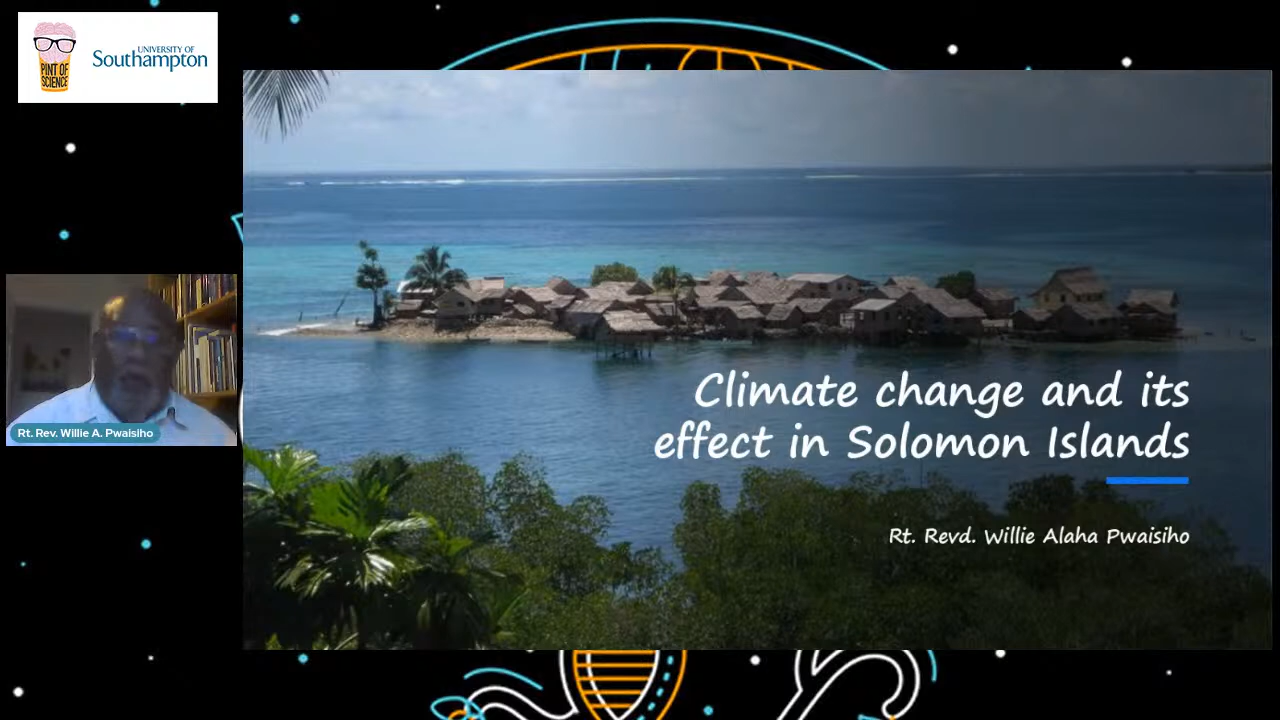 PINT OF
SCIENCE
UNIVERSITY OF
Southampton
Rt. Rev. Willie A. Pwaisiho
Climate change and its
effect in Solomon Islands
Rt. Revd. Willie Alaha Pwaisiho